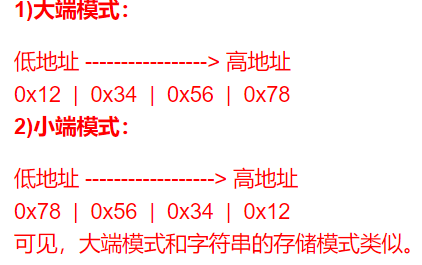 1)大端模式：
低地址 -----------------> 高地址
0x12 | 0x34 | 0x56 | 0x78
2)小端模式：
低地址 ------------------> 高地址
0x78 | 0x56 | 0x34 | 0x12
可见，大端模式和字符串的存储模式类似。